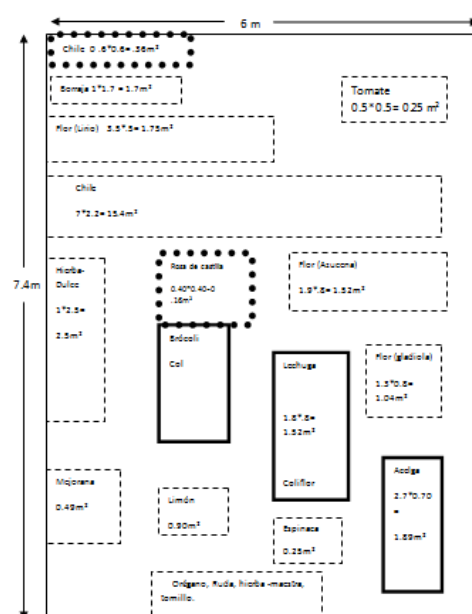 6 m
Chile 0 .6*0.6= .36m²
Borraja 1*1.7 = 1.7m²
Tomate
0.5*0.5= 0.25 m²
Flor (Lirio) 3.5*.5= 1.75m²
Chile
7*2.2= 15.4m²
7.4m
Hierba-
Dulce
1*2.5=
2.5m²
Rosa de castilla
0.40*0.40=0
.16m²
Flor (Azucena)
1.9*.8= 1.52m²
Brócoli
Col
Lechuga
1.8*.8=
1.52m²
Coliflor
Flor (gladiola)
1.3*0.8=
1.04m²
Mejorana
0.49m²
Limón
0.90m²
Espinaca
0.25m²
Acelga
2.7*0.70
=
1.89m²
Orégano, Ruda, hierba -maestra,
tomillo.